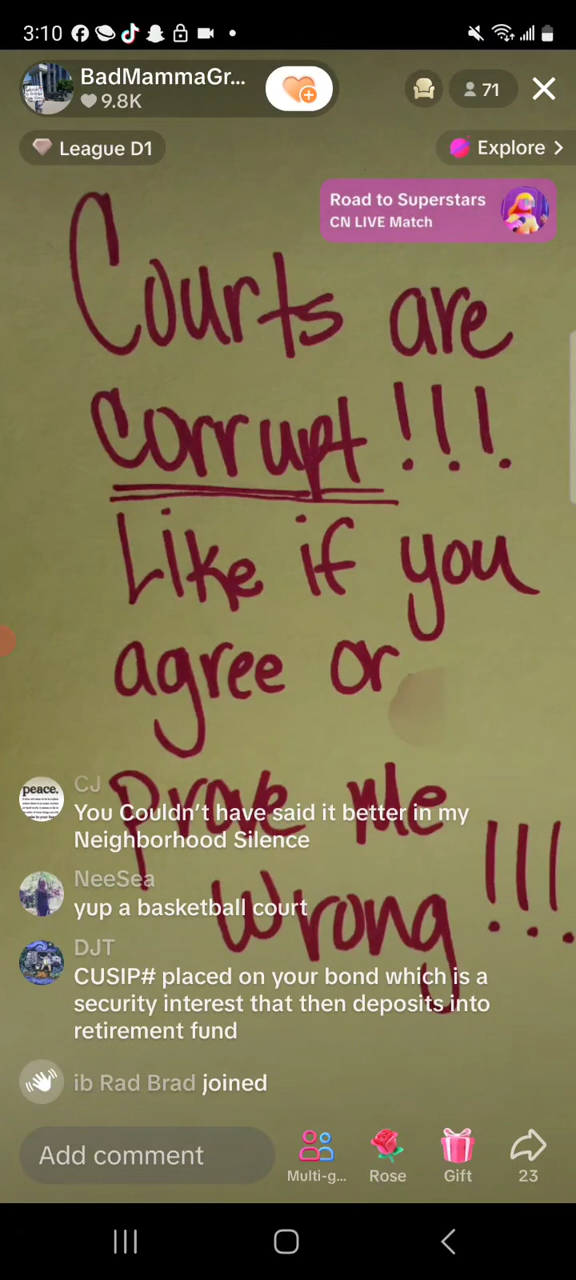 3:10
BadMammaGr...
9.8K
71
League D1
Explore >
Road to Superstars
CN LIVE Match
Courts are
corrupt!!!
Like if you
agree or
Prove Me
Wrong!!!
peace.
CJ
You Couldn't have said it better in my
Neighborhood Silence
NeeSea
yup a basketball court
DJT
CUSIP# placed on your bond which is a
security interest that then deposits into
retirement fund
ib Rad Brad joined
Add comment
Multi-g...
Rose
Gift
23